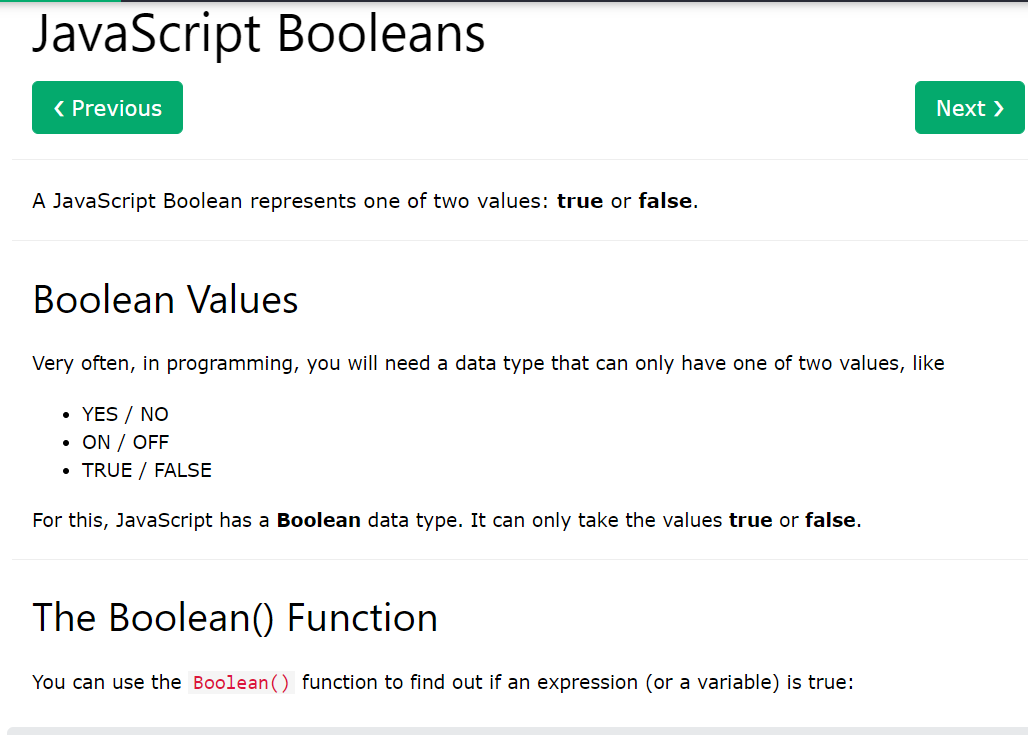 JavaScript Booleans
❮ Previous
Next ❯
A JavaScript Boolean represents one of two values: true or false.
Boolean Values
Very often, in programming, you will need a data type that can only have one of two values, like
• YES / NO
• ON / OFF
• TRUE / FALSE
For this, JavaScript has a Boolean data type. It can only take the values true or false.
The Boolean() Function
You can use the Boolean() function to find out if an expression (or a variable) is true: